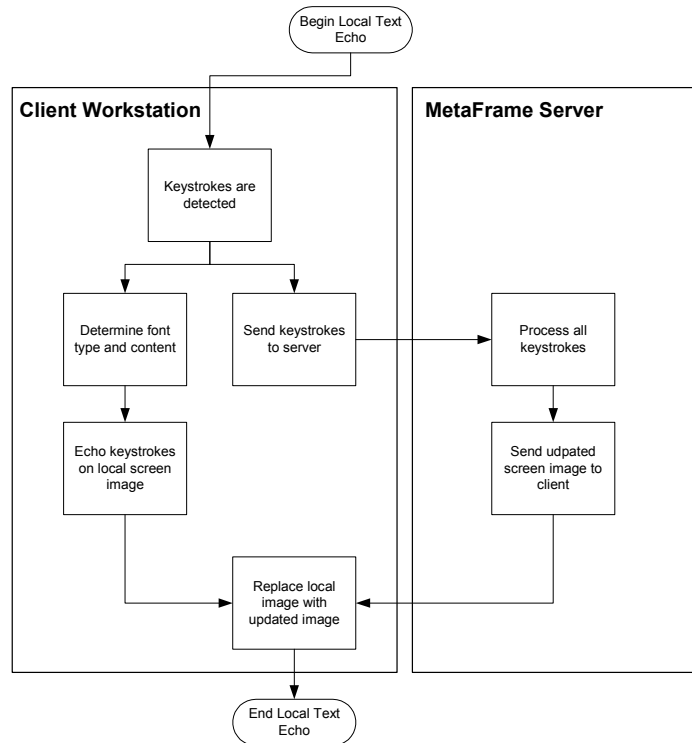 Begin Local Text
Echo
Client Workstation
MetaFrame Server
Keystrokes are
detected
Determine font
type and content
Send keystrokes
to server
Process all
keystrokes
Echo keystrokes
on local screen
image
Send udpated
screen image to
client
Replace local
image with
updated image
End Local Text
Echo